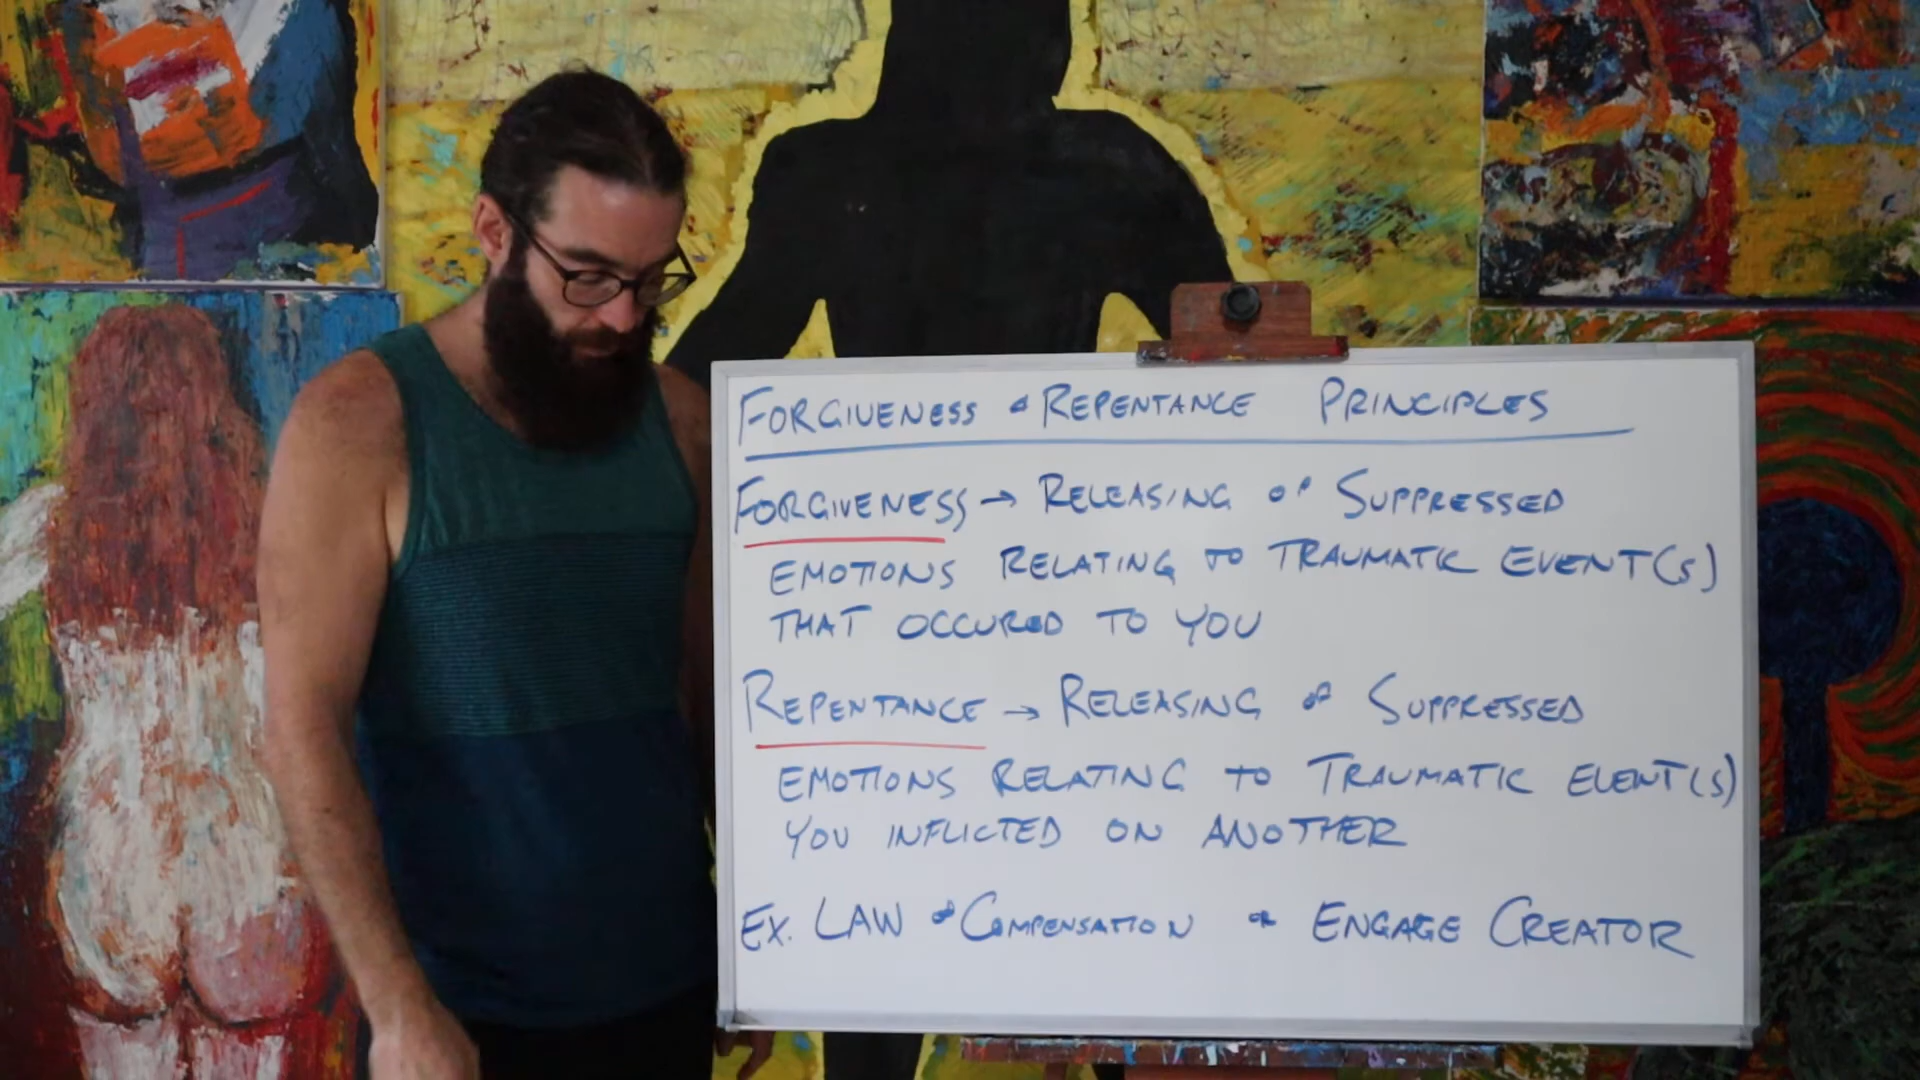 FORGIVENESS & REPENTANCE PRINCIPLES
FORGIVENESS → RELEASING OF SUPPRESSED
EMOTIONS RELATING TO TRAUMATIC EVENT(S)
THAT OCCURED TO YOU
REPENTANCE → RELEASING OF SUPPRESSED
EMOTIONS RELATING TO TRAUMATIC EVENT(S)
YOU INFLICTED ON ANOTHER
EX. LAW OF COMPENSATION OR ENGAGE CREATOR